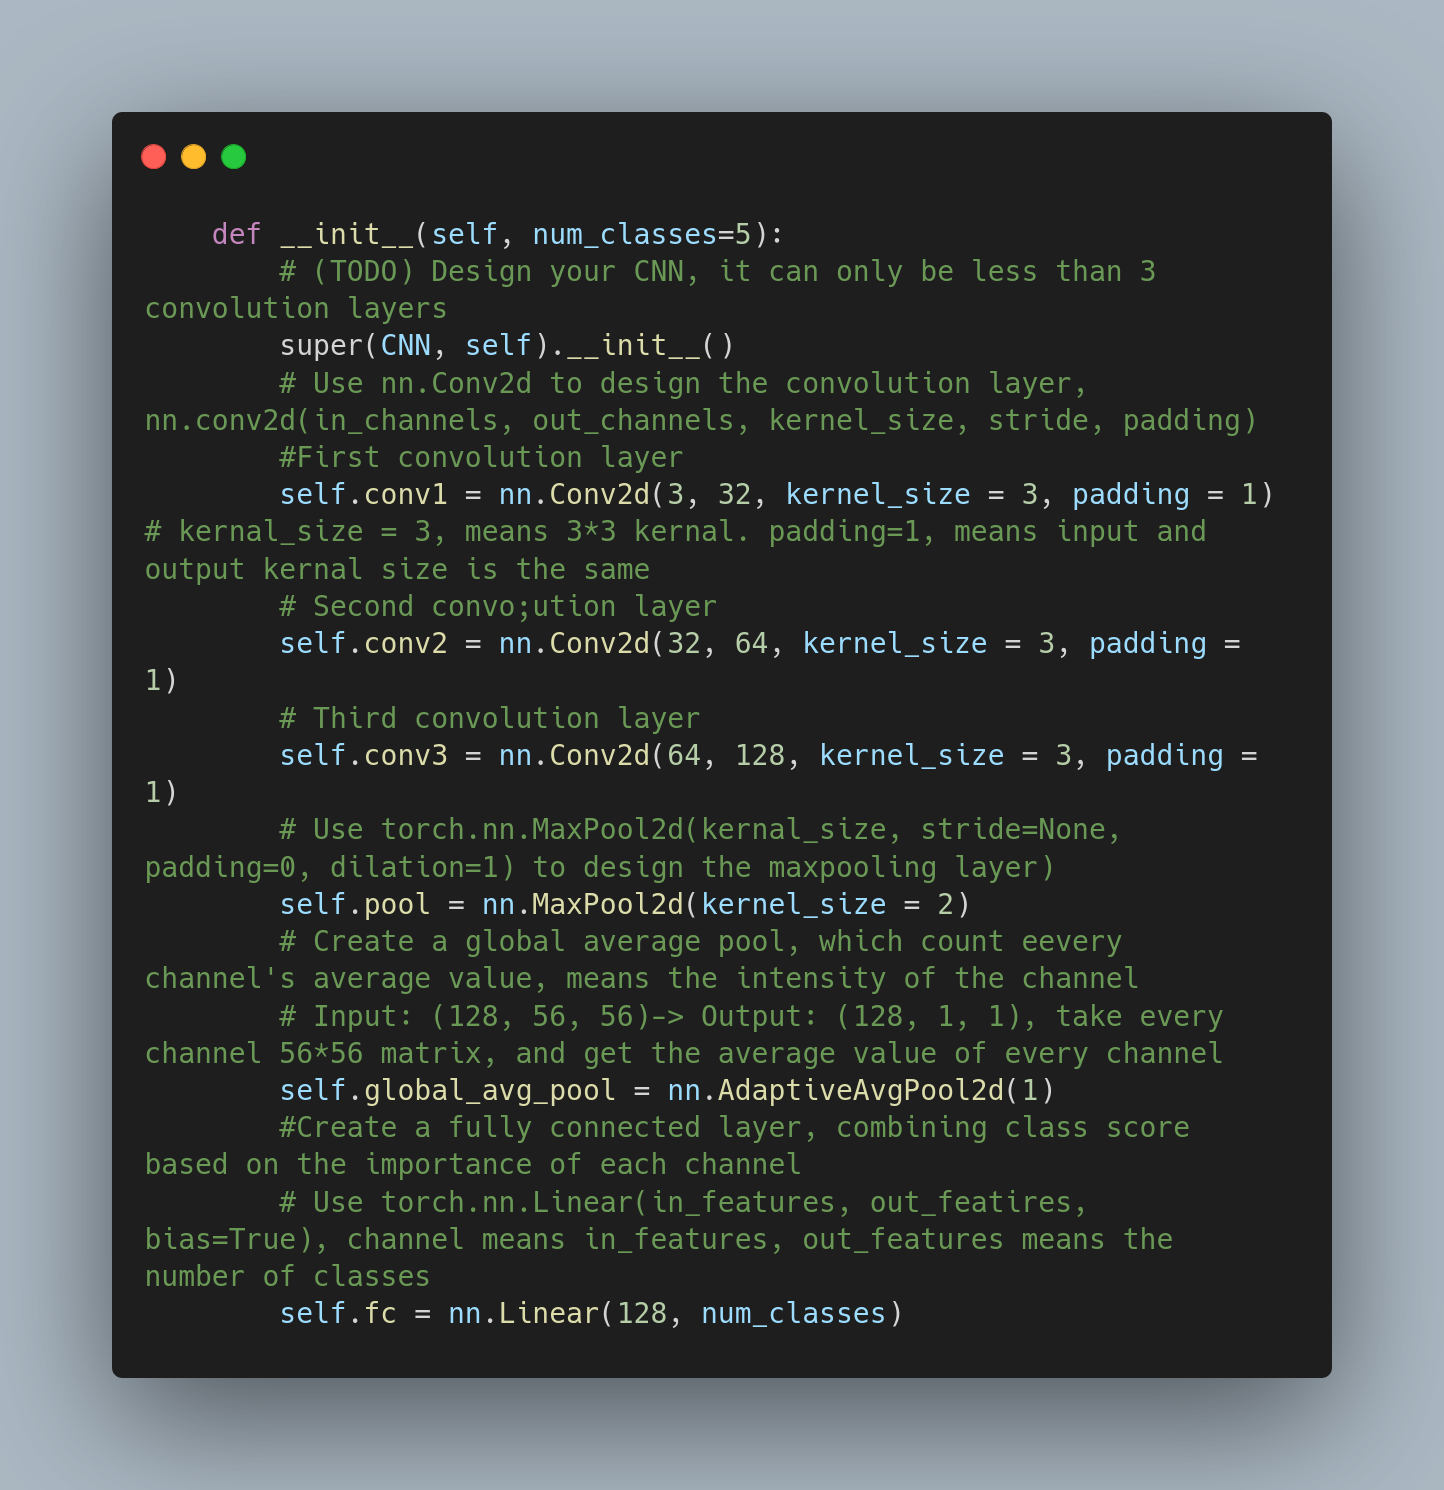 def __init__(self, num_classes=5):
# (TODO) Design your CNN, it can only be less than 3
convolution layers
super(CNN, self).__init__()
# Use nn.Conv2d to design the convolution layer,
nn.conv2d(in_channels, out_channels, kernel_size, stride, padding)
#First convolution layer
self.conv1 = nn.Conv2d(3, 32, kernel_size = 3, padding = 1)
# kernal_size = 3, means 3*3 kernal. padding=1, means input and
output kernal size is the same
# Second convo;ution layer
self.conv2 = nn.Conv2d(32, 64, kernel_size = 3, padding =
1)
# Third convolution layer
self.conv3 = nn.Conv2d(64, 128, kernel_size = 3, padding =
1)
# Use torch.nn.MaxPool2d(kernal_size, stride=None,
padding=0, dilation=1) to design the maxpooling layer)
self.pool = nn.MaxPool2d(kernel_size = 2)
# Create a global average pool, which count eevery
channel's average value, means the intensity of the channel
# Input: (128, 56, 56)-> Output: (128, 1, 1), take every
channel 56*56 matrix, and get the average value of every channel
self.global_avg_pool = nn.AdaptiveAvgPool2d(1)
#Create a fully connected layer, combining class score
based on the importance of each channel
# Use torch.nn.Linear(in_features, out_featires,
bias=True), channel means in_features, out_features means the
number of classes
self.fc = nn.Linear(128, num_classes)